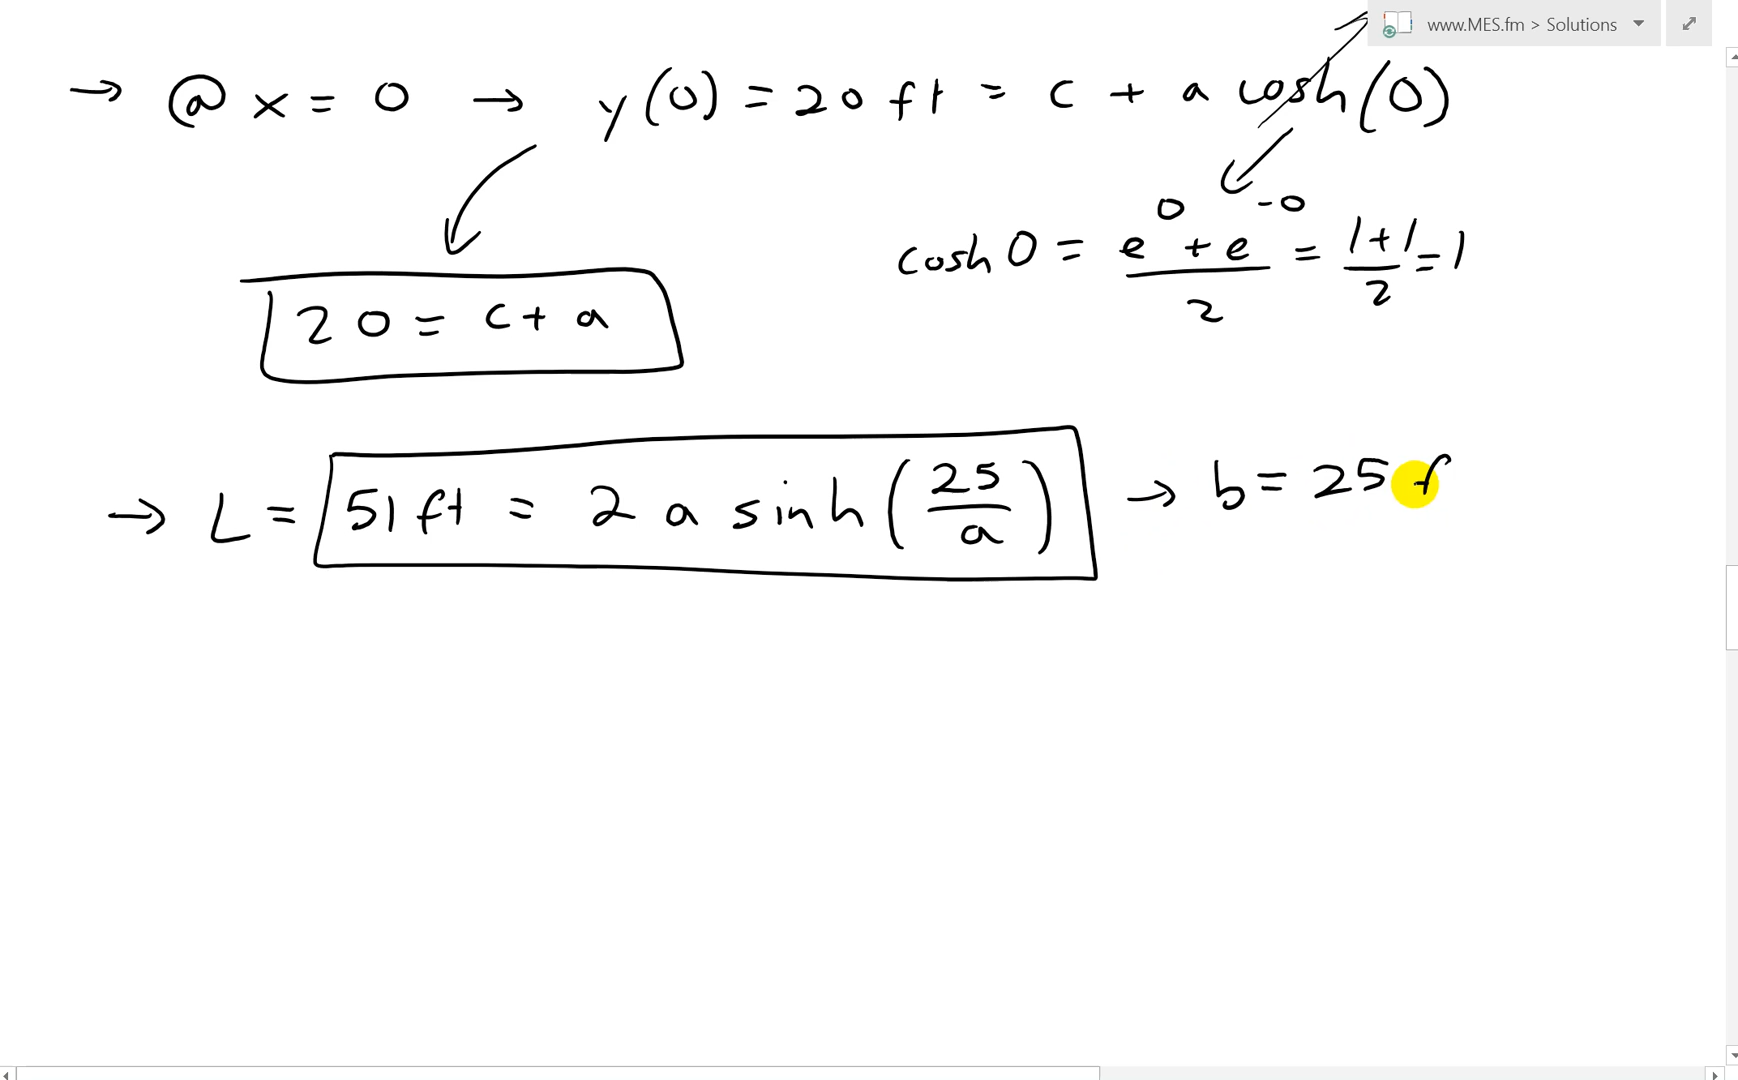 www.MES.fm > Solutions
→ @ x = 0 → y(0) = 20 ft = c + a cosh(0)
cosh 0 = (e^0 + e^-0)/2 = (1+1)/2 = 1
20 = c + a
→ L = 51 ft = 2 a sinh(25/a) → b = 25 f